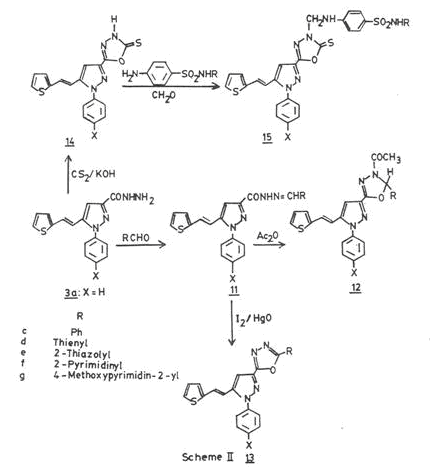 H
N-N
S
O
S
N
N
X
14
H₂N
SO₂NHR
CH₂O
CH₂NH
SO₂NHR
N-N
S
O
S
N
N
X
15
CS₂/KOH
CONHNH₂
S
N
N
X
3a: X = H
RCHO
CONHN=CHR
S
N
N
X
11
Ac₂O
COCH₃
N-N
H
R
O
S
N
N
X
12
I₂/HgO
R
c Ph
d Thienyl
e 2-Thiazolyl
f 2-Pyrimidinyl
g 4-Methoxypyrimidin-2-yl
N-N
R
O
S
N
N
X
Scheme II 13